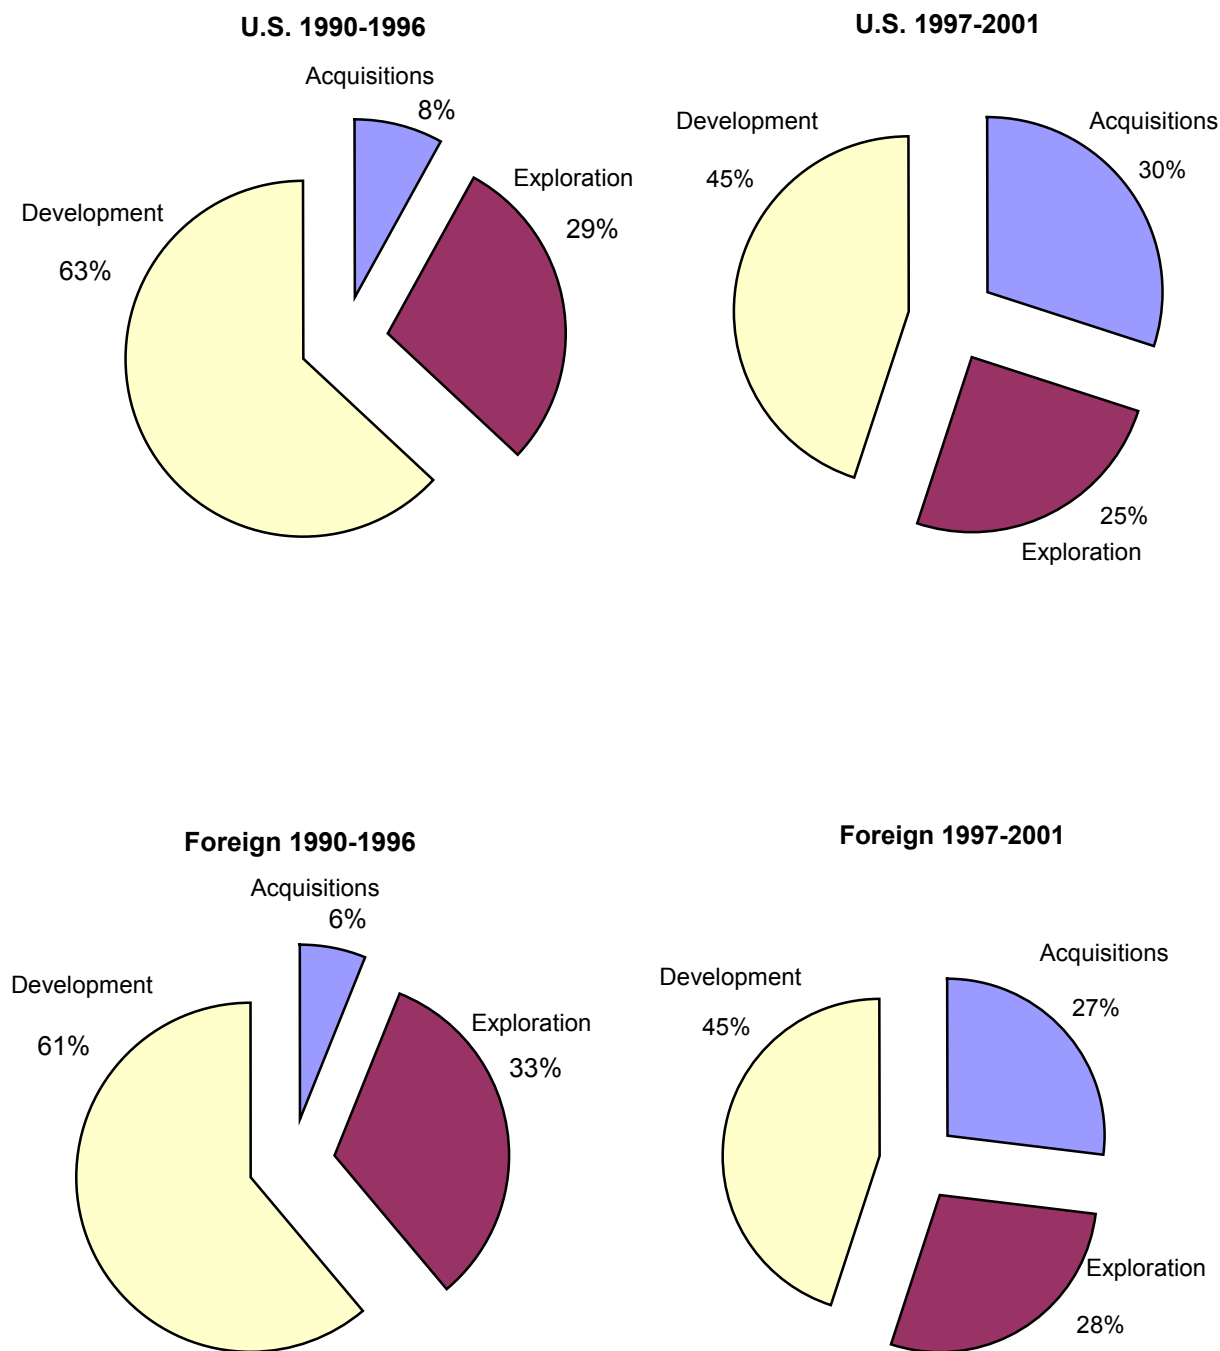 U.S. 1990-1996
Acquisitions
8%
Exploration
29%
Development
63%
U.S. 1997-2001
Development
45%
Acquisitions
30%
25%
Exploration
Foreign 1990-1996
Acquisitions
6%
Development
61%
Exploration
33%
Foreign 1997-2001
Acquisitions
27%
Development
45%
Exploration
28%